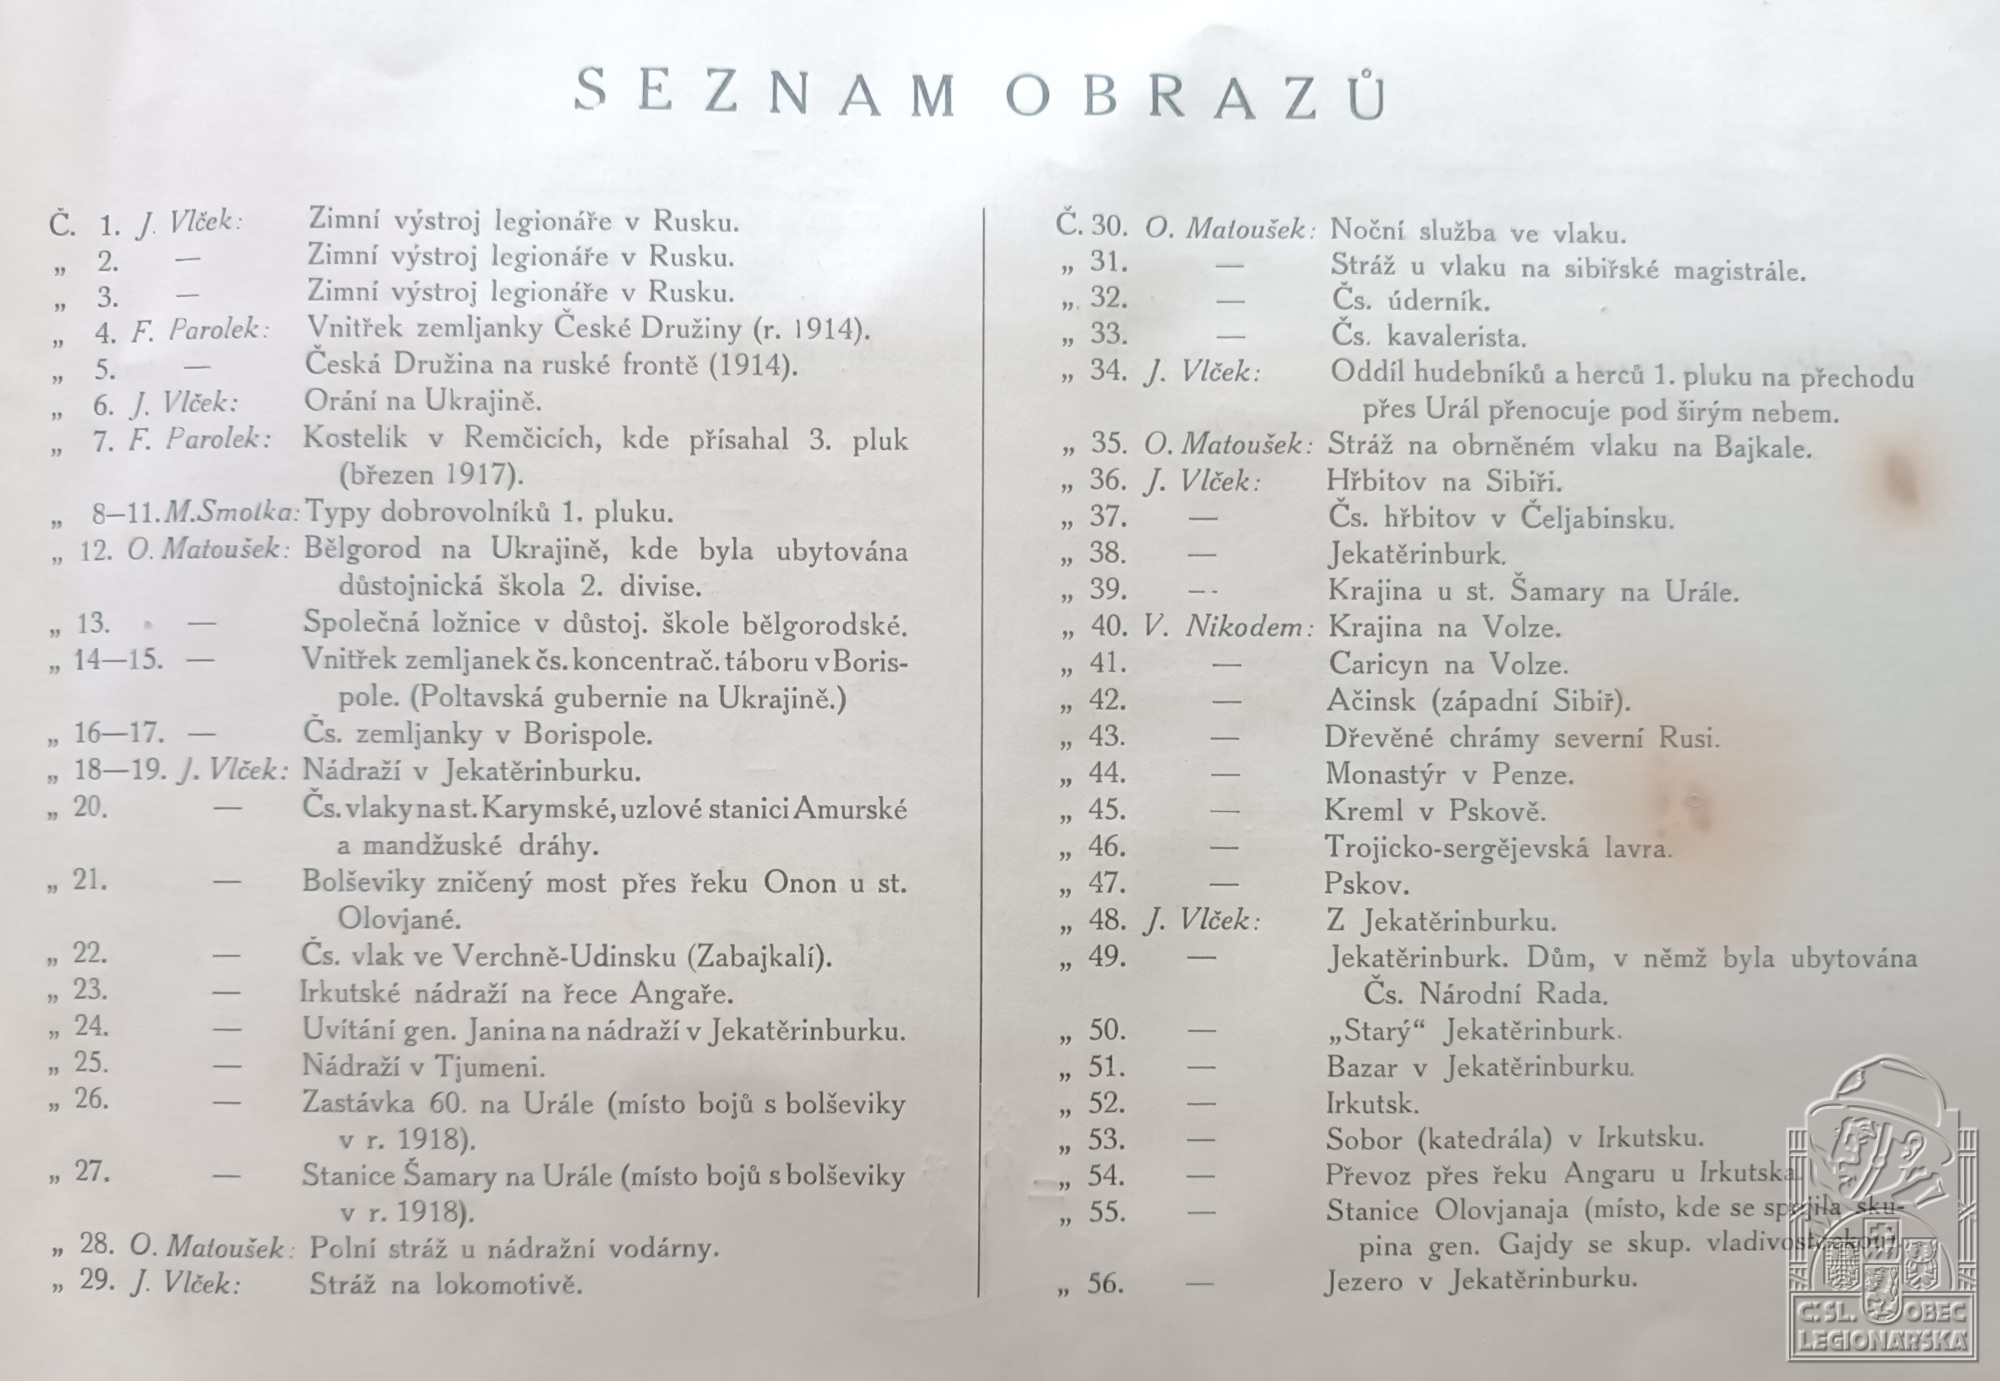 SEZNAM OBRAZŮ
Č. 1. J. Vlček: Zimní výstroj legionáře v Rusku.
„ 2. — Zimní výstroj legionáře v Rusku.
„ 3. — Zimní výstroj legionáře v Rusku.
„ 4. F. Parolek: Vnitřek zemljanky České Družiny (r. 1914).
„ 5. — Česká Družina na ruské frontě (1914).
„ 6. J. Vlček: Orání na Ukrajině.
„ 7. F. Parolek: Kostelík v Remčicích, kde přísahal 3. pluk
(březen 1917).
„ 8—11. M. Smolka: Typy dobrovolníků 1. pluku.
„ 12. O. Matoušek: Bělgorod na Ukrajině, kde byla ubytována
důstojnická škola 2. divise.
„ 13. — Společná ložnice v důstoj. škole bělgorodské.
„ 14—15. — Vnitřek zemljanek čs. koncentrač. táboru v Boris-
pole. (Poltavská gubernie na Ukrajině.)
„ 16—17. — Čs. zemljanky v Borispole.
„ 18—19. J. Vlček: Nádraží v Jekatěrinburku.
„ 20. — Čs. vlaky na st. Karymské, uzlové stanici Amurské
a mandžuské dráhy.
„ 21. — Bolševiky zničený most přes řeku Onon u st.
Olovjané.
„ 22. — Čs. vlak ve Verchně-Udinsku (Zabajkalí).
„ 23. — Irkutské nádraží na řece Angaře.
„ 24. — Uvítání gen. Janina na nádraží v Jekatěrinburku.
„ 25. — Nádraží v Tjumeni.
„ 26. — Zastávka 60. na Urále (místo bojů s bolševiky
v r. 1918).
„ 27. — Stanice Šamary na Urále (místo bojů s bolševiky
v r. 1918).
„ 28. O. Matoušek: Polní stráž u nádražní vodárny.
„ 29. J. Vlček: Stráž na lokomotivě.
Č. 30. O. Matoušek: Noční služba ve vlaku.
„ 31. — Stráž u vlaku na sibiřské magistrále.
„ 32. — Čs. úderník.
„ 33. — Čs. kavalerista.
„ 34. J. Vlček: Oddíl hudebníků a herců 1. pluku na přechodu
přes Urál přenocuje pod širým nebem.
„ 35. O. Matoušek: Stráž na obrněném vlaku na Bajkale.
„ 36. J. Vlček: Hřbitov na Sibiři.
„ 37. — Čs. hřbitov v Čeljabinsku.
„ 38. — Jekatěrinburk.
„ 39. — Krajina u st. Šamary na Urále.
„ 40. V. Nikodem: Krajina na Volze.
„ 41. — Caricyn na Volze.
„ 42. — Ačinsk (západní Sibiř).
„ 43. — Dřevěné chrámy severní Rusi.
„ 44. — Monastýr v Penze.
„ 45. — Kreml v Pskově.
„ 46. — Trojicko-sergějevská lavra.
„ 47. — Pskov.
„ 48. J. Vlček: Z Jekatěrinburku.
„ 49. — Jekatěrinburk. Dům, v němž byla ubytována
Čs. Národní Rada.
„ 50. — „Starý“ Jekatěrinburk.
„ 51. — Bazar v Jekatěrinburku.
„ 52. — Irkutsk.
„ 53. — Sobor (katedrála) v Irkutsku.
„ 54. — Převoz přes řeku Angaru u Irkutska.
„ 55. — Stanice Olovjanaja (místo, kde se spojila sku-
pina gen. Gajdy se skup. vladivostockou).
„ 56. — Jezero v Jekatěrinburku.
Č:SL. OBEC
LEGIONÁŘSKÁ